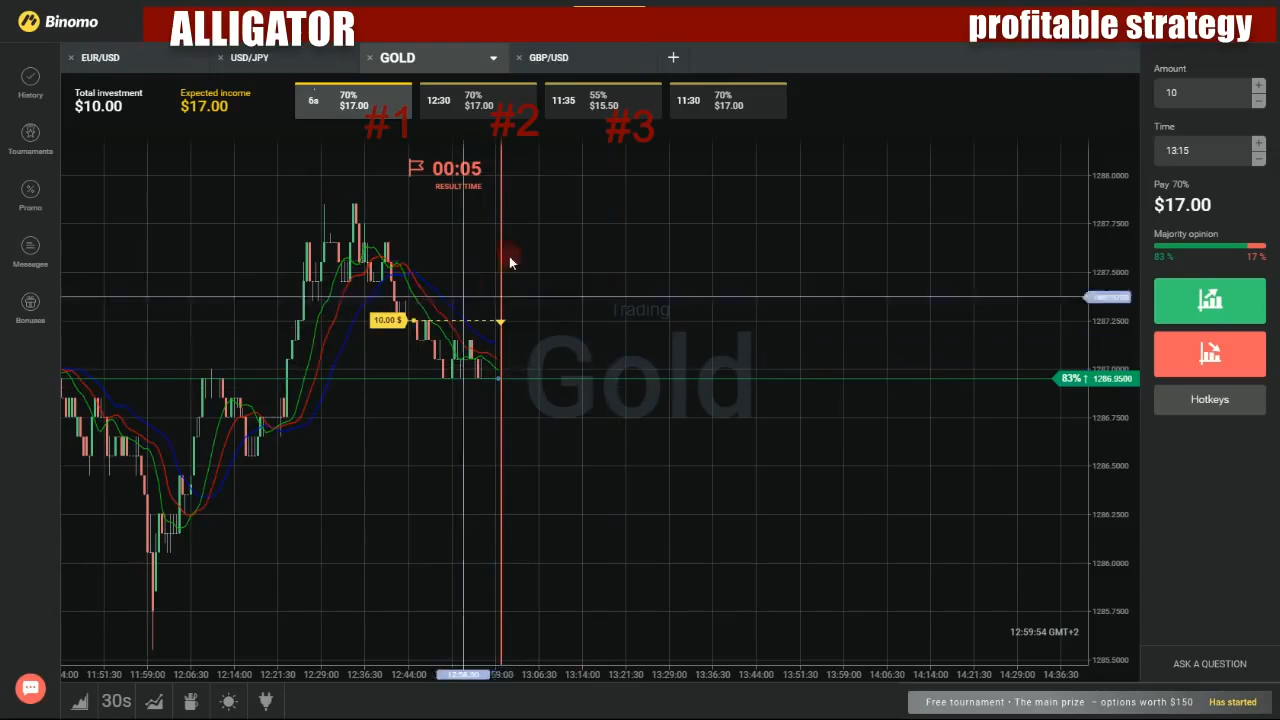 Binomo
ALLIGATOR
profitable strategy
EUR/USD
USD/JPY
GOLD
GBP/USD
History
Tournaments
Promo
Messages
Bonuses
Total investment
$10.00
Expected income
$17.00
6s 70% $17.00
12:30 70% $17.00
11:35 55% $15.50
11:30 70% $17.00
#1 #2 #3
00:05
RESULT TIME
10.00 $
Trading
Gold
1288.0000
1287.7500
1287.5000
1287.2500
1287.0000
83% ↑ 1286.9500
1286.7500
1286.5000
1286.2500
1286.0000
1285.7500
1285.5000
12:59:54 GMT+2
4:00 11:51:30 11:59:00 12:06:30 12:14:00 12:21:30 12:29:00 12:36:30 12:44:00 13:06:30 13:14:00 13:21:30 13:29:00 13:36:30 13:44:00 13:51:30 13:59:00 14:06:30 14:14:00 14:21:30 14:29:00 14:36:30
30s
Amount
10
Time
13:15
Pay 70%
$17.00
Majority opinion
83 % 17 %
Hotkeys
ASK A QUESTION
Free tournament • The main prize – options worth $150 Has started